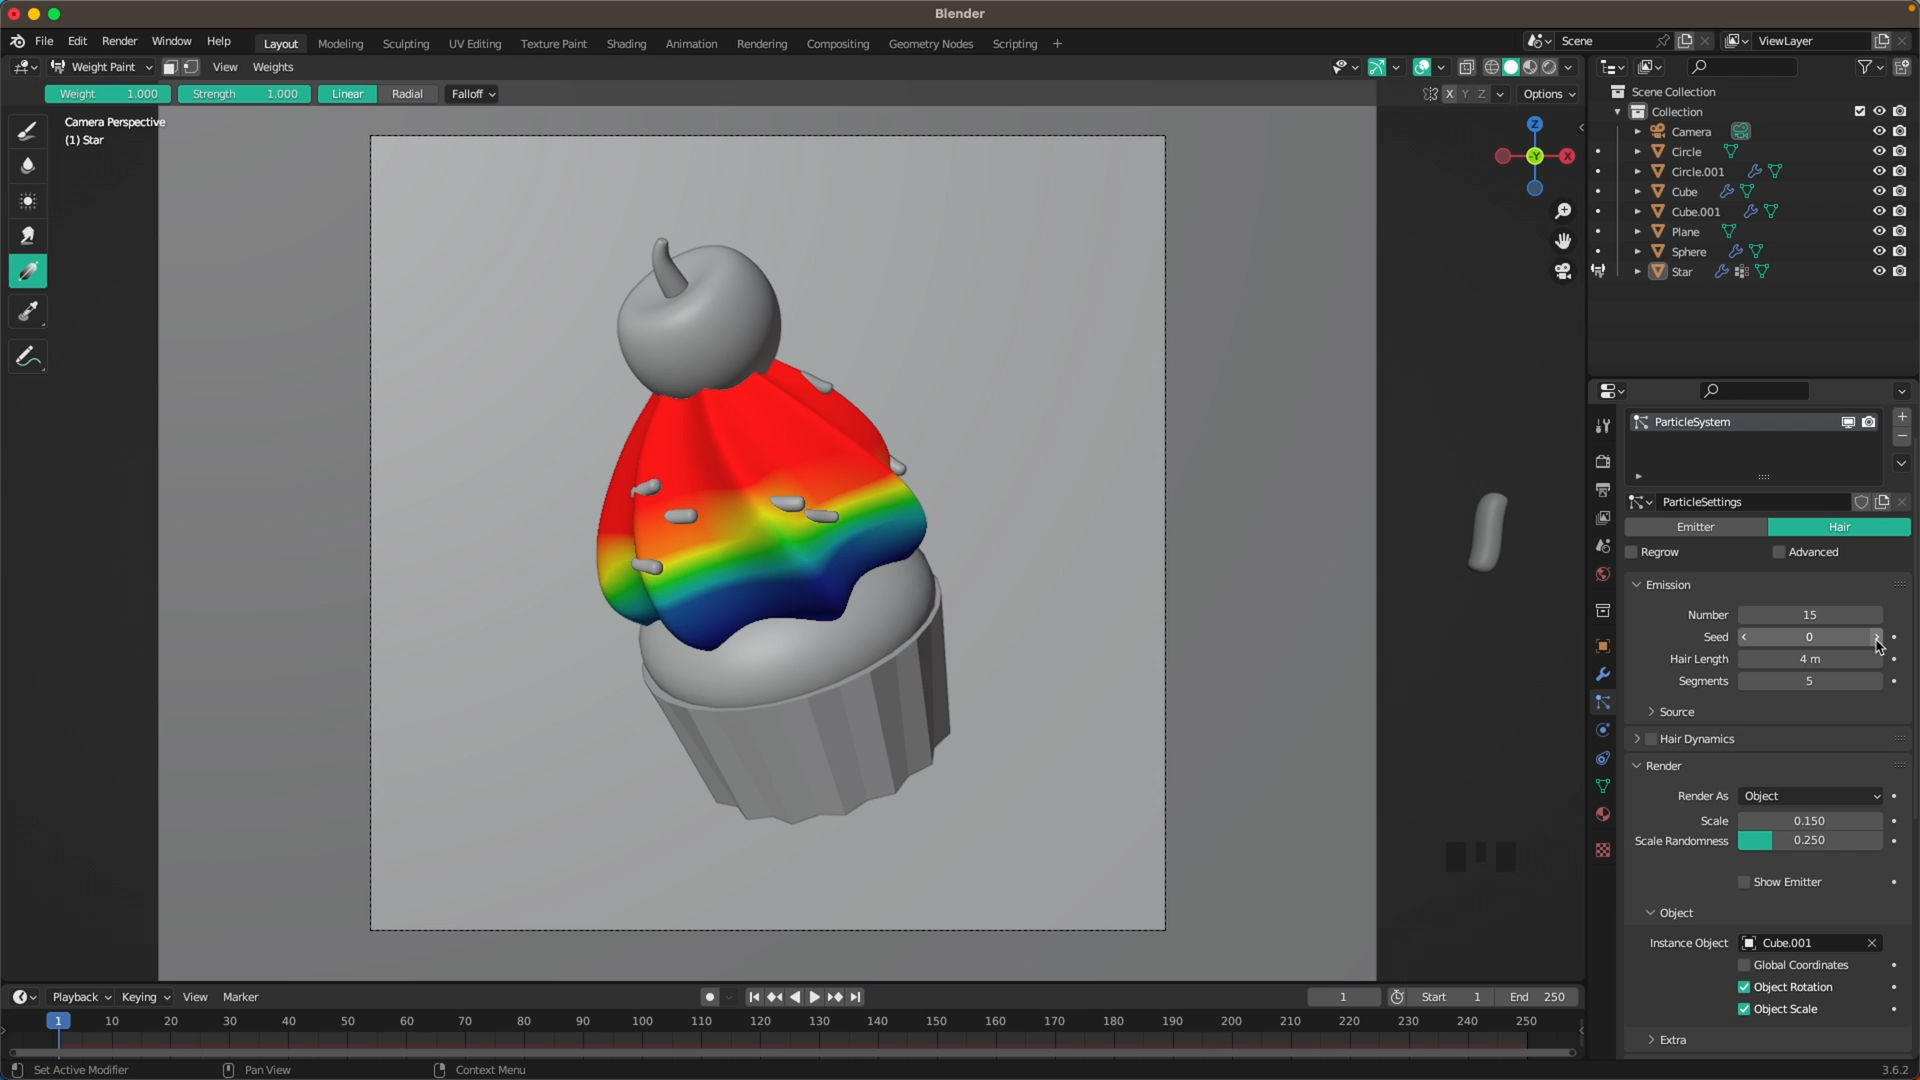 Blender
File Edit Render Window Help
Layout Modeling Sculpting UV Editing Texture Paint Shading Animation Rendering Compositing Geometry Nodes Scripting +
Scene
ViewLayer
Weight Paint View Weights
Weight 1.000 Strength 1.000 Linear Radial Falloff
X Y Z Options
Camera Perspective
(1) Star
Z
-Y
X
Scene Collection
Collection
Camera
Circle
Circle.001
Cube
Cube.001
Plane
Sphere
Star
ParticleSystem
ParticleSettings
Emitter Hair
Regrow Advanced
Emission
Number 15
Seed 0
Hair Length 4 m
Segments 5
Source
Hair Dynamics
Render
Render As Object
Scale 0.150
Scale Randomness 0.250
Show Emitter
Object
Instance Object Cube.001
Global Coordinates
Object Rotation
Object Scale
Extra
Playback Keying View Marker
1 Start 1 End 250
1 10 20 30 40 50 60 70 80 90 100 110 120 130 140 150 160 170 180 190 200 210 220 230 240 250
Set Active Modifier Pan View Context Menu
3.6.2